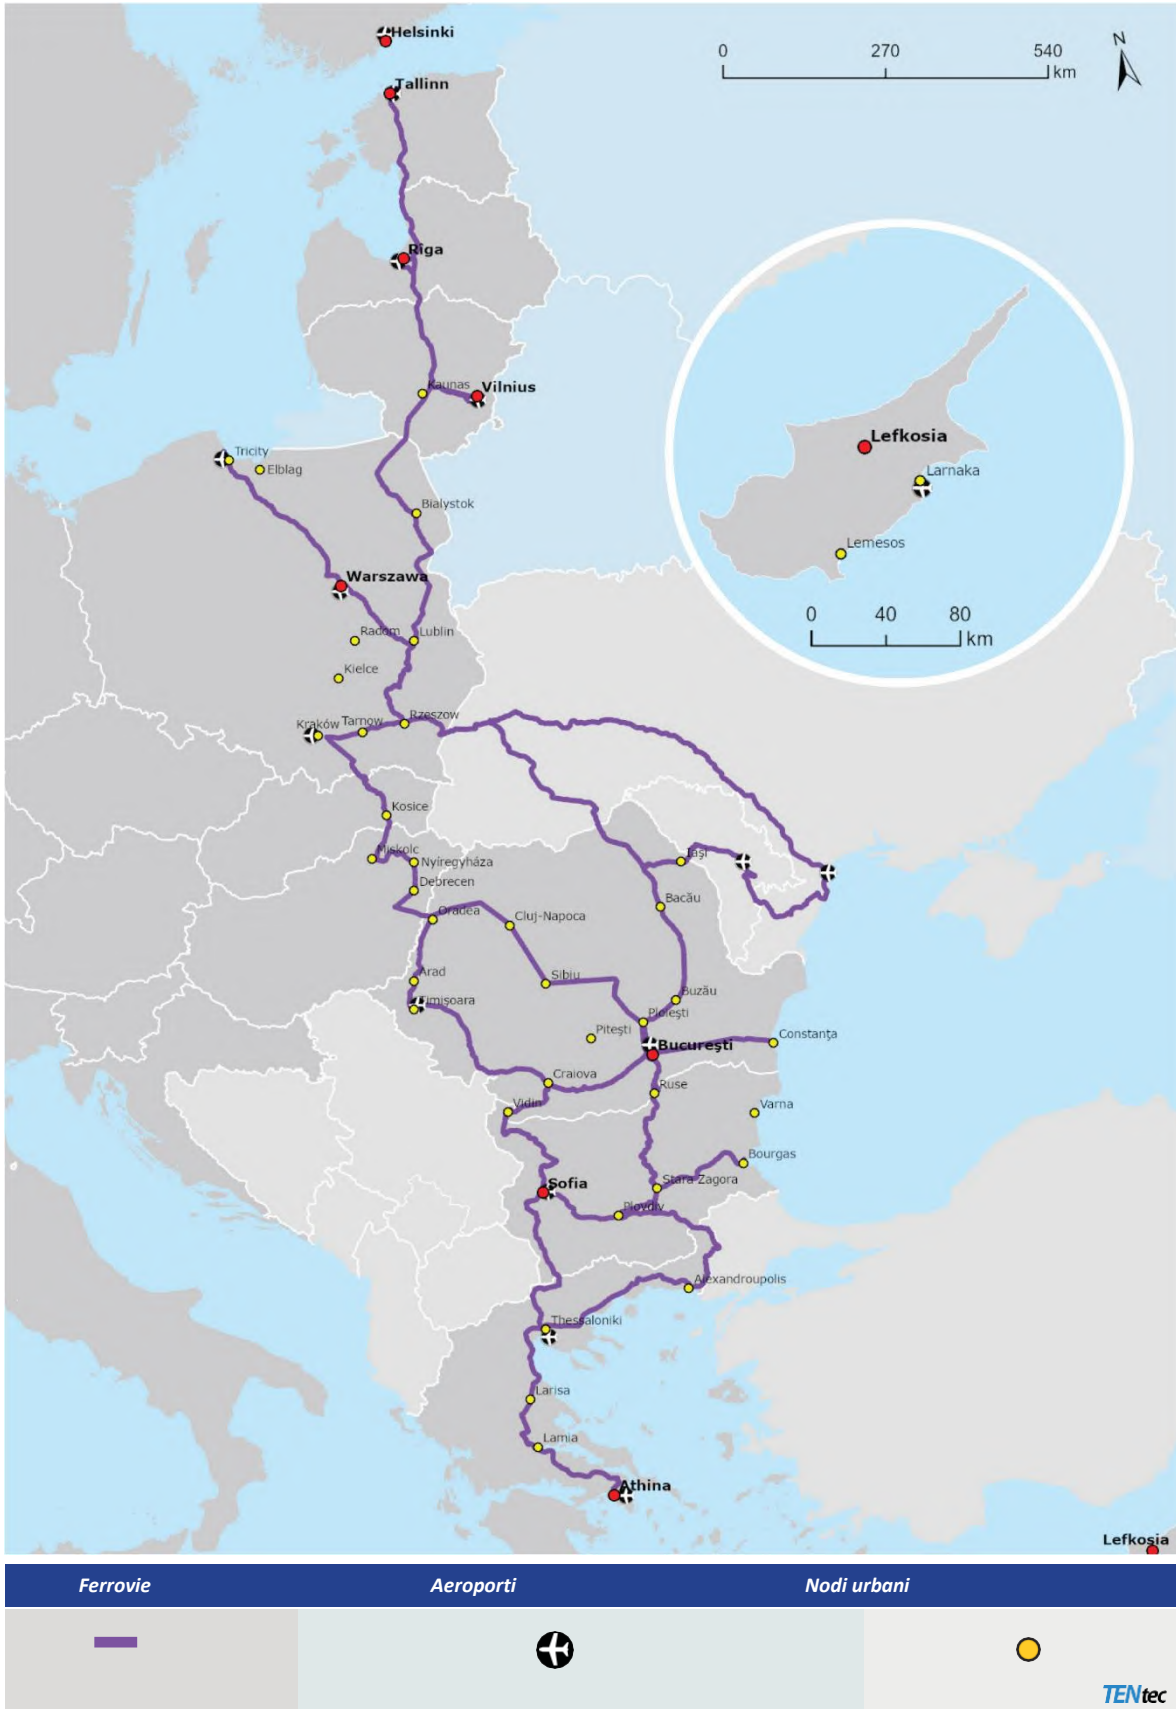 Helsinki
Tallinn
0 270 540
km
N
Riga
Kaunas
Vilnius
Tricity
Elblag
Bialystok
Lefkosia
Larnaka
Lemesos
0 40 80
km
Warszawa
Radom
Lublin
Kielce
Kraków
Tarnow
Rzeszow
Kosice
Miskolc
Nyíregyháza
Debrecen
Iaşi
Bacău
Oradea
Cluj-Napoca
Arad
Sibiu
Timişoara
Buzău
Ploieşti
Piteşti
Bucureşti
Constanţa
Craiova
Ruse
Vidin
Varna
Bourgas
Sofia
Stara Zagora
Plovdiv
Alexandroupolis
Thessaloniki
Larisa
Lamia
Athina
Lefkosia
Ferrovie Aeroporti Nodi urbani
TENtec